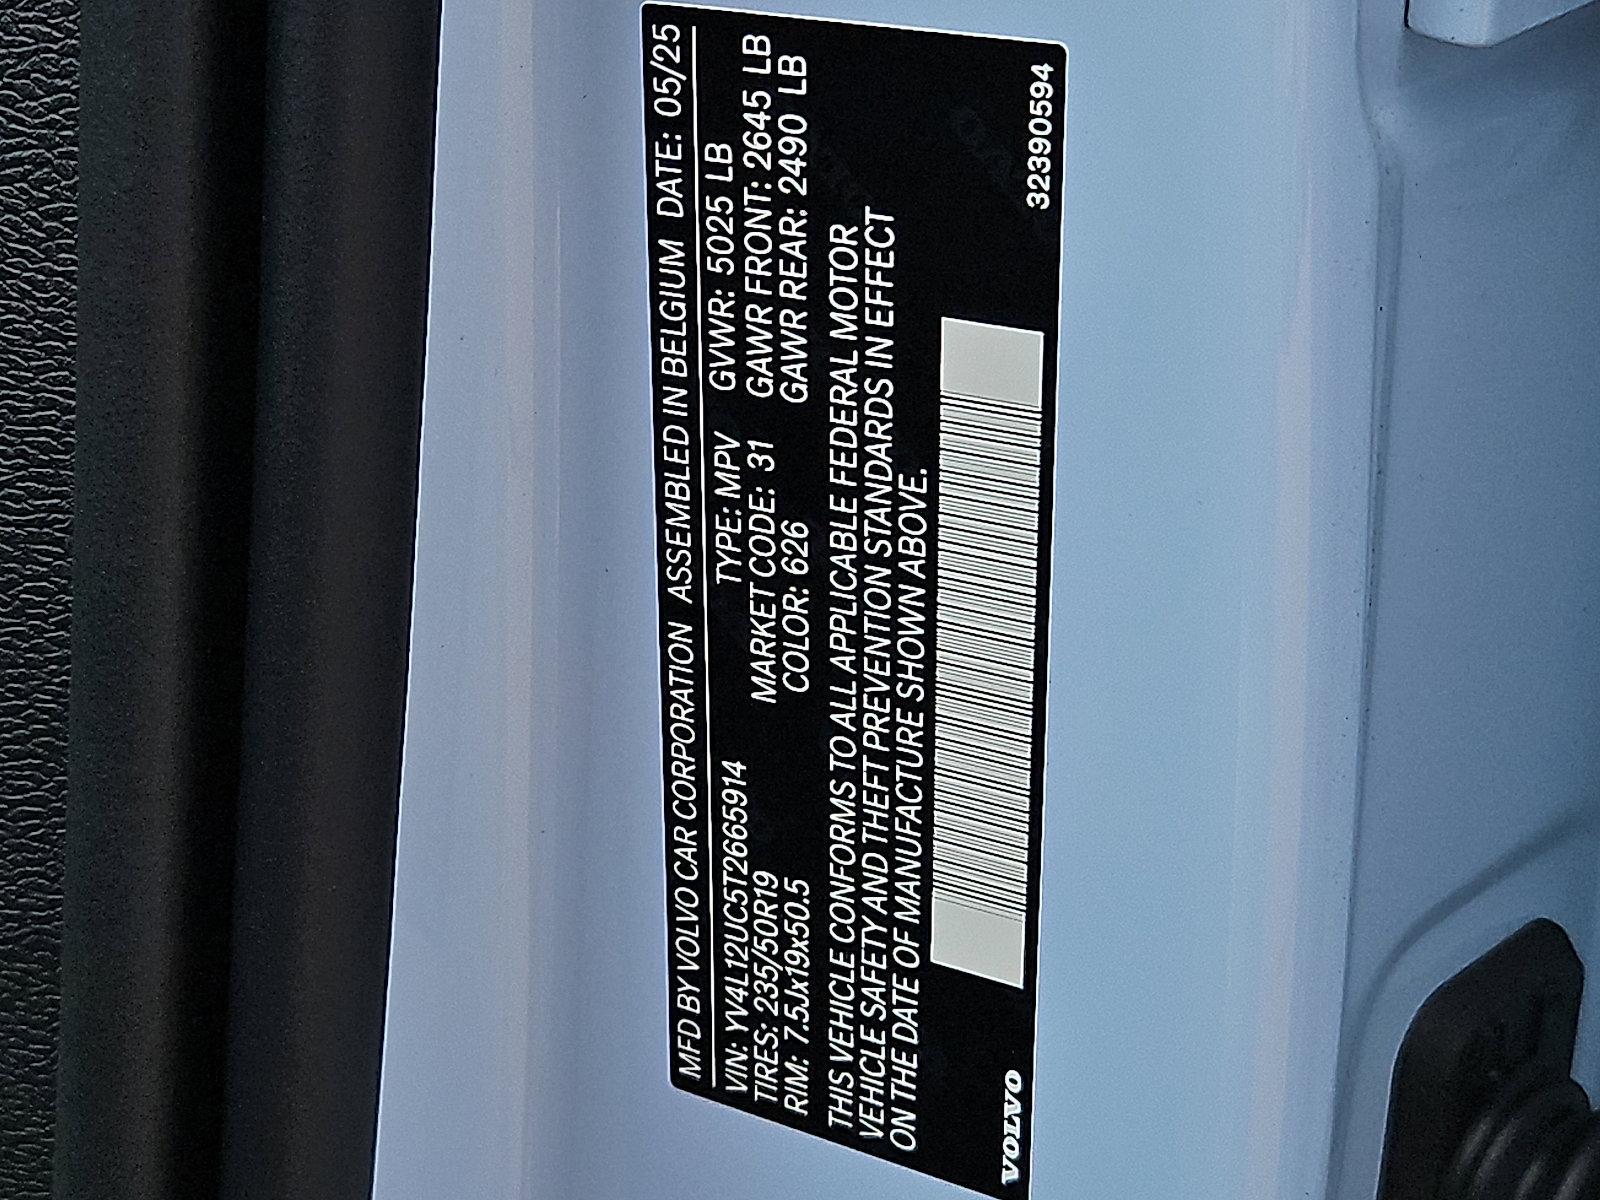 MFD BY VOLVO CAR CORPORATION ASSEMBLED IN BELGIUM DATE: 05/25
VIN: YV4L12UC5T2665914 TYPE: MPV GVWR: 5025 LB
TIRES: 235/50R19 MARKET CODE: 31 GAWR FRONT: 2645 LB
RIM: 7.5Jx19x50.5 COLOR: 626 GAWR REAR: 2490 LB
THIS VEHICLE CONFORMS TO ALL APPLICABLE FEDERAL MOTOR
VEHICLE SAFETY AND THEFT PREVENTION STANDARDS IN EFFECT
ON THE DATE OF MANUFACTURE SHOWN ABOVE.
VOLVO 32390594